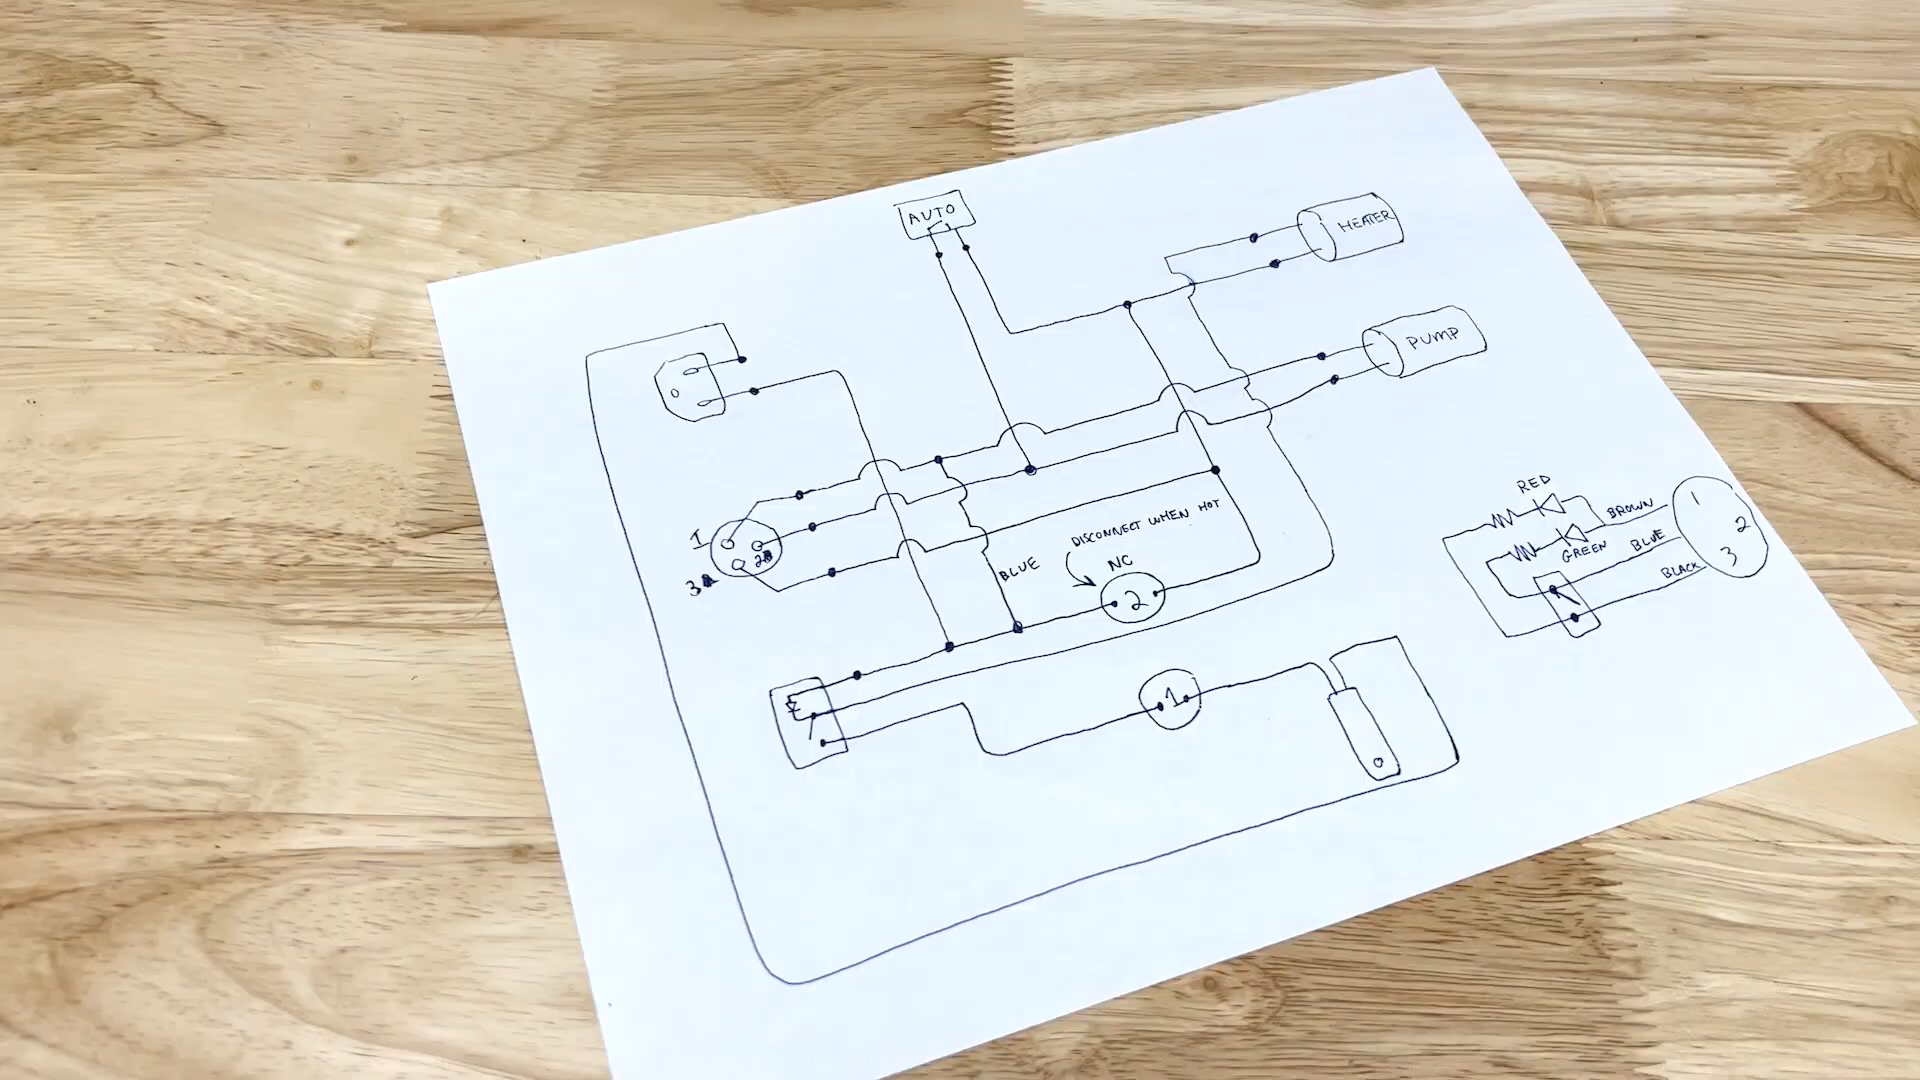 AUTO
HEATER
PUMP
1
2
3
BLUE
DISCONNECT WHEN HOT
NC
2
1
RED
BROWN
GREEN
BLUE
BLACK
1
2
3